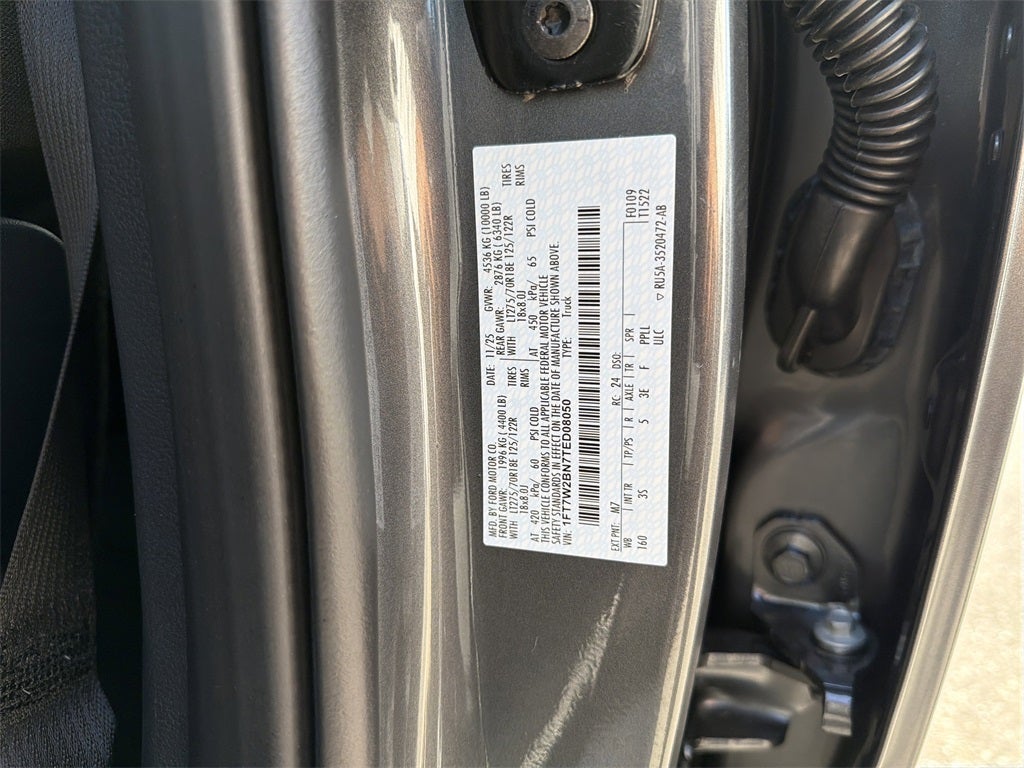 MFD. BY FORD MOTOR CO. DATE: 11/25 GVWR: 4536 KG (10000 LB)
FRONT GAWR: 1996 KG ( 4400 LB) REAR GAWR: 2876 KG ( 6340 LB)
WITH LT275/70R18E 125/122R TIRES WITH LT275/70R18E 125/122R TIRES
18x8.0J RIMS 18x8.0J RIMS
AT 420 kPa/ 60 PSI COLD AT 450 kPa/ 65 PSI COLD
THIS VEHICLE CONFORMS TO ALL APPLICABLE FEDERAL MOTOR VEHICLE
SAFETY STANDARDS IN EFFECT ON THE DATE OF MANUFACTURE SHOWN ABOVE.
VIN: 1FT7W2BN7TED08050 TYPE: Truck
EXT PNT: M7 RC: 24 DSO: F0109
WB INT TR TP/PS R AXLE TR SPR T1522
160 3S 5 3E F PPLL
ULC ▽ RU5A-3520472-AB